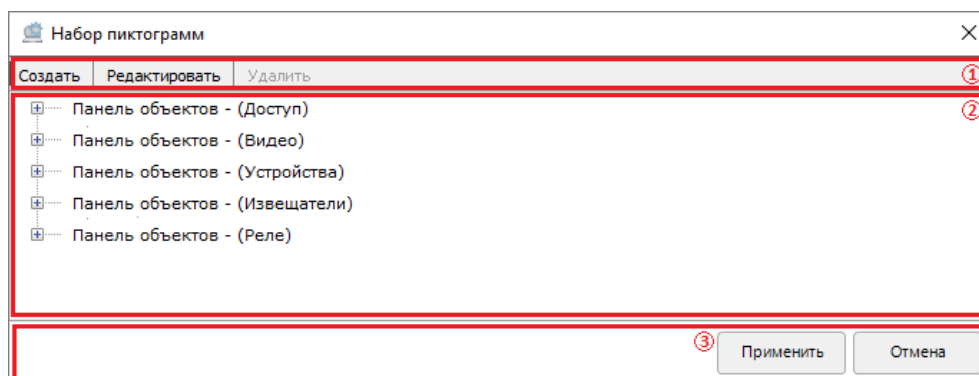 Набор пиктограмм
Создать Редактировать Удалить ①
Панель объектов - (Доступ) ②
Панель объектов - (Видео)
Панель объектов - (Устройства)
Панель объектов - (Извещатели)
Панель объектов - (Реле)
③ Применить Отмена